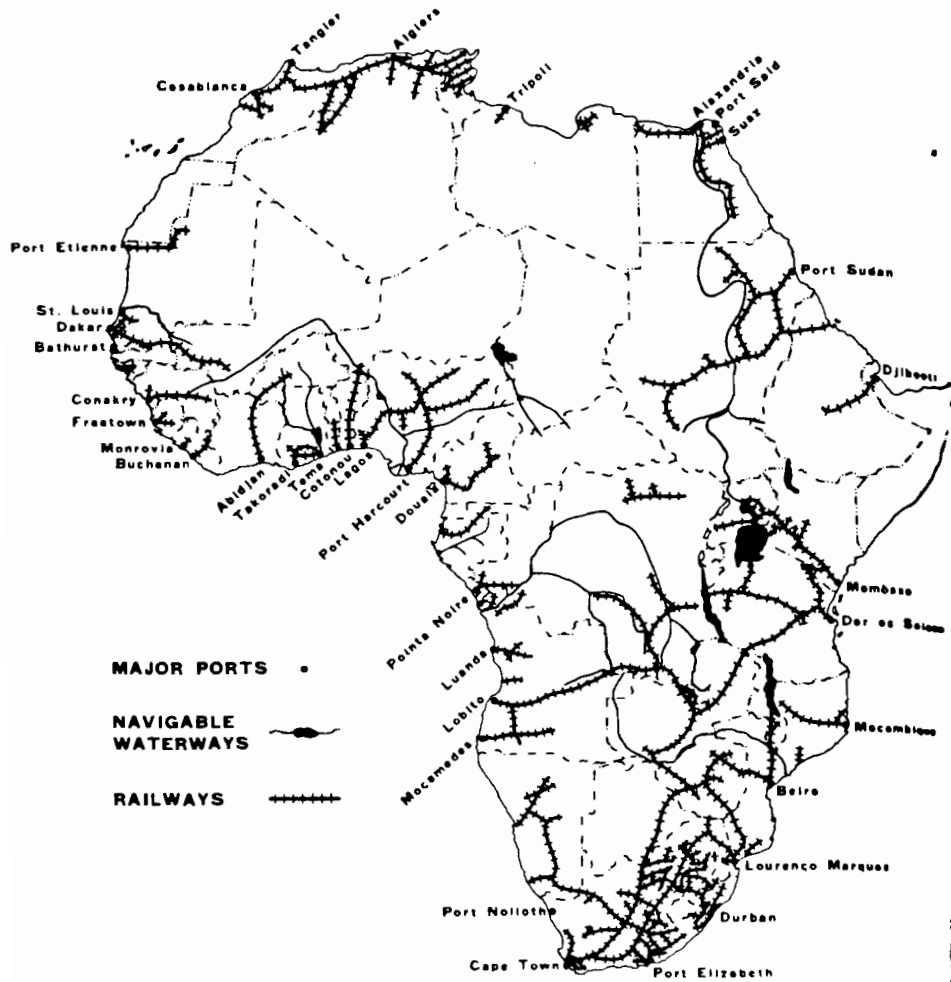 Tangier
Algiers
Casablanca
Tripoli
Alexandria
Port Said
Suez
Port Etienne
Port Sudan
St. Louis
Dakar
Bathurst
Djibouti
Conakry
Freetown
Monrovia
Buchanan
Abidjan
Takoradi
Tema
Cotonou
Lagos
Port Harcourt
Douala
Mombasa
Dar es Salaam
Pointe Noire
MAJOR PORTS
Luanda
Lobito
NAVIGABLE
WATERWAYS
Mocambique
Mocamedes
RAILWAYS
Beira
Lourenço Marques
Port Nolloth
Durban
Cape Town
Port Elizabeth